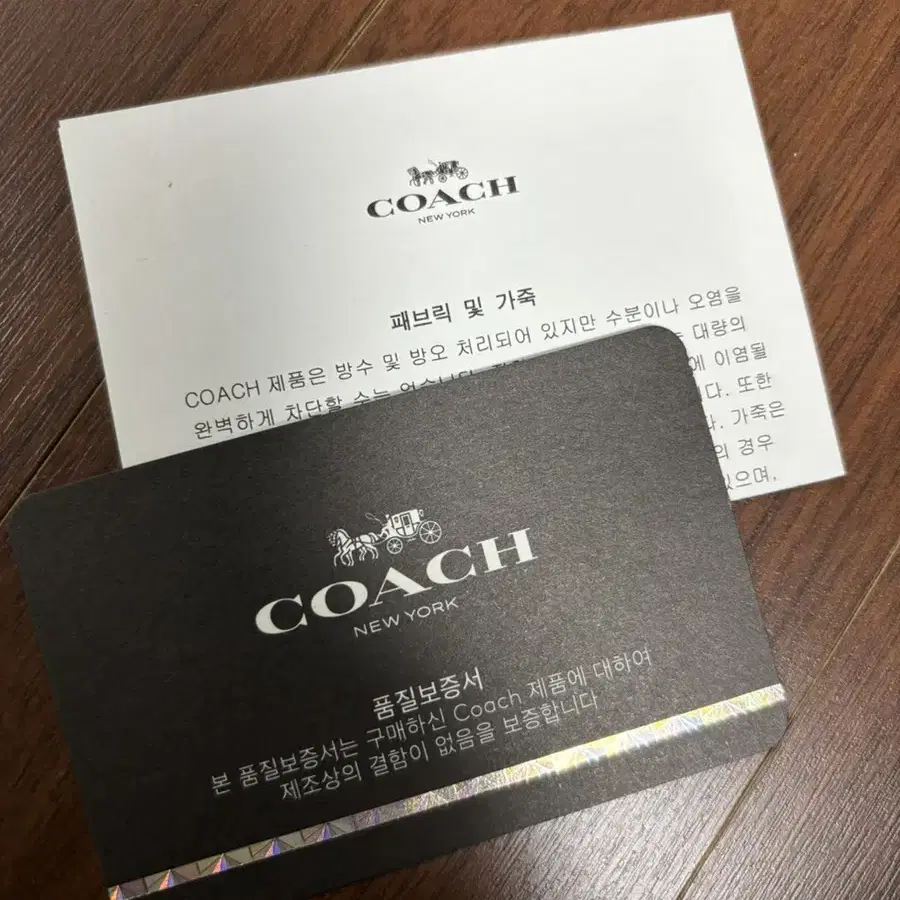 COACH
NEW YORK
패브릭 및 가죽
COACH 제품은 방수 및 방오 처리되어 있지만 수분이나 오염을
완벽하게 차단할 수는 대량의
에 이염될
다. 또한
다. 가죽은
의 경우
있으며,
COACH
NEW YORK
품질보증서
본 품질보증서는 구매하신 Coach 제품에 대하여
제조상의 결함이 없음을 보증합니다